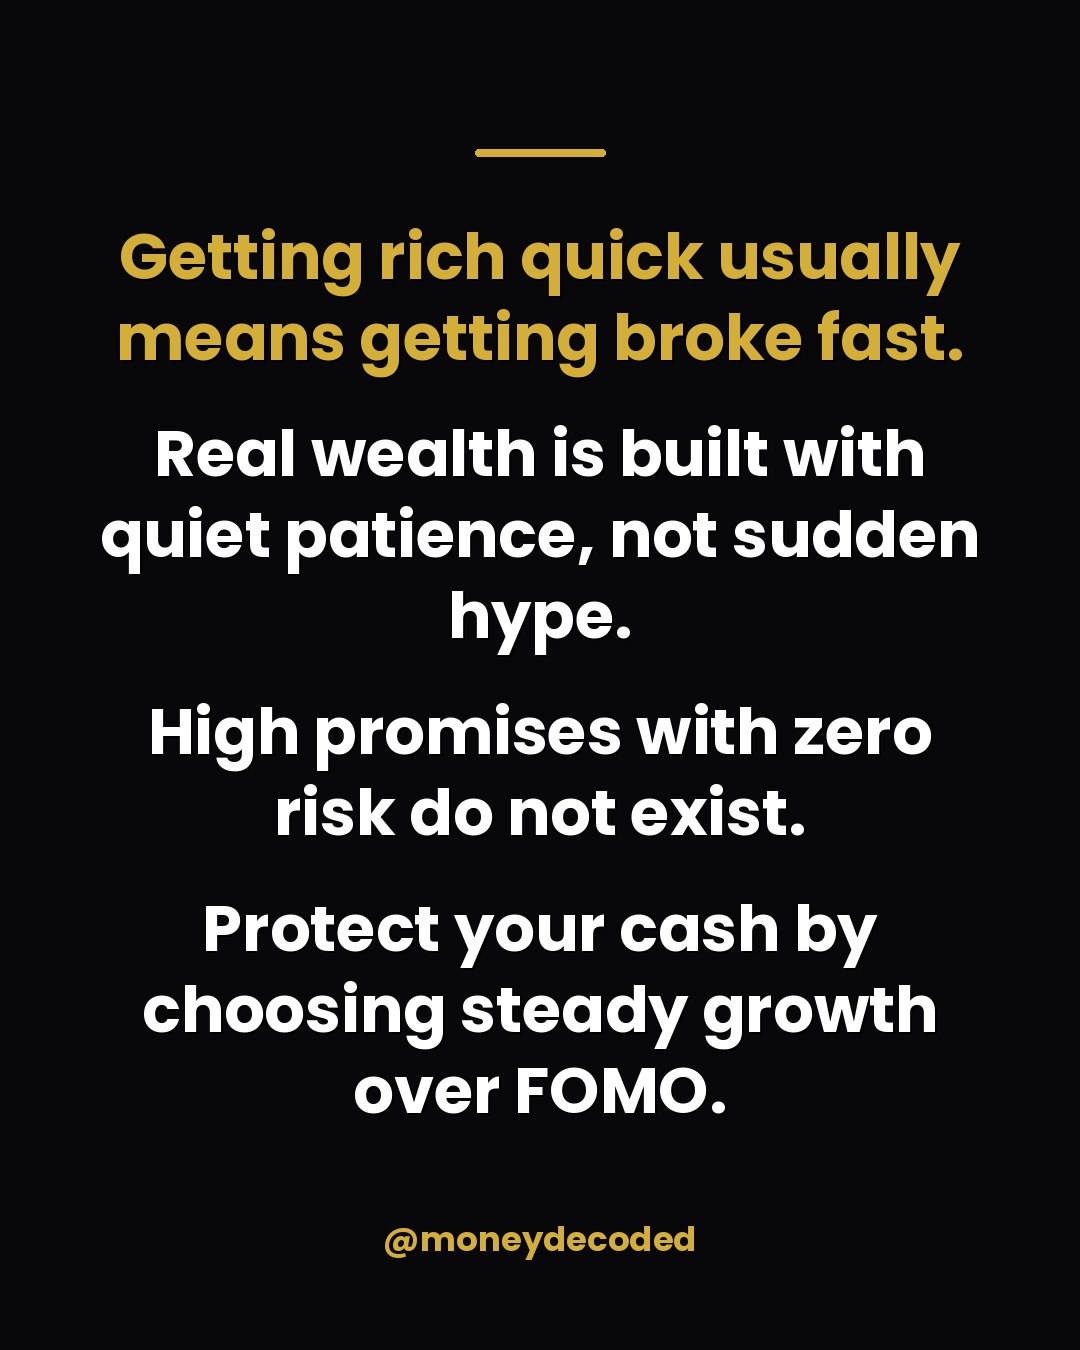 Getting rich quick usually
means getting broke fast.
Real wealth is built with
quiet patience, not sudden
hype.
High promises with zero
risk do not exist.
Protect your cash by
choosing steady growth
over FOMO.
@moneydecoded